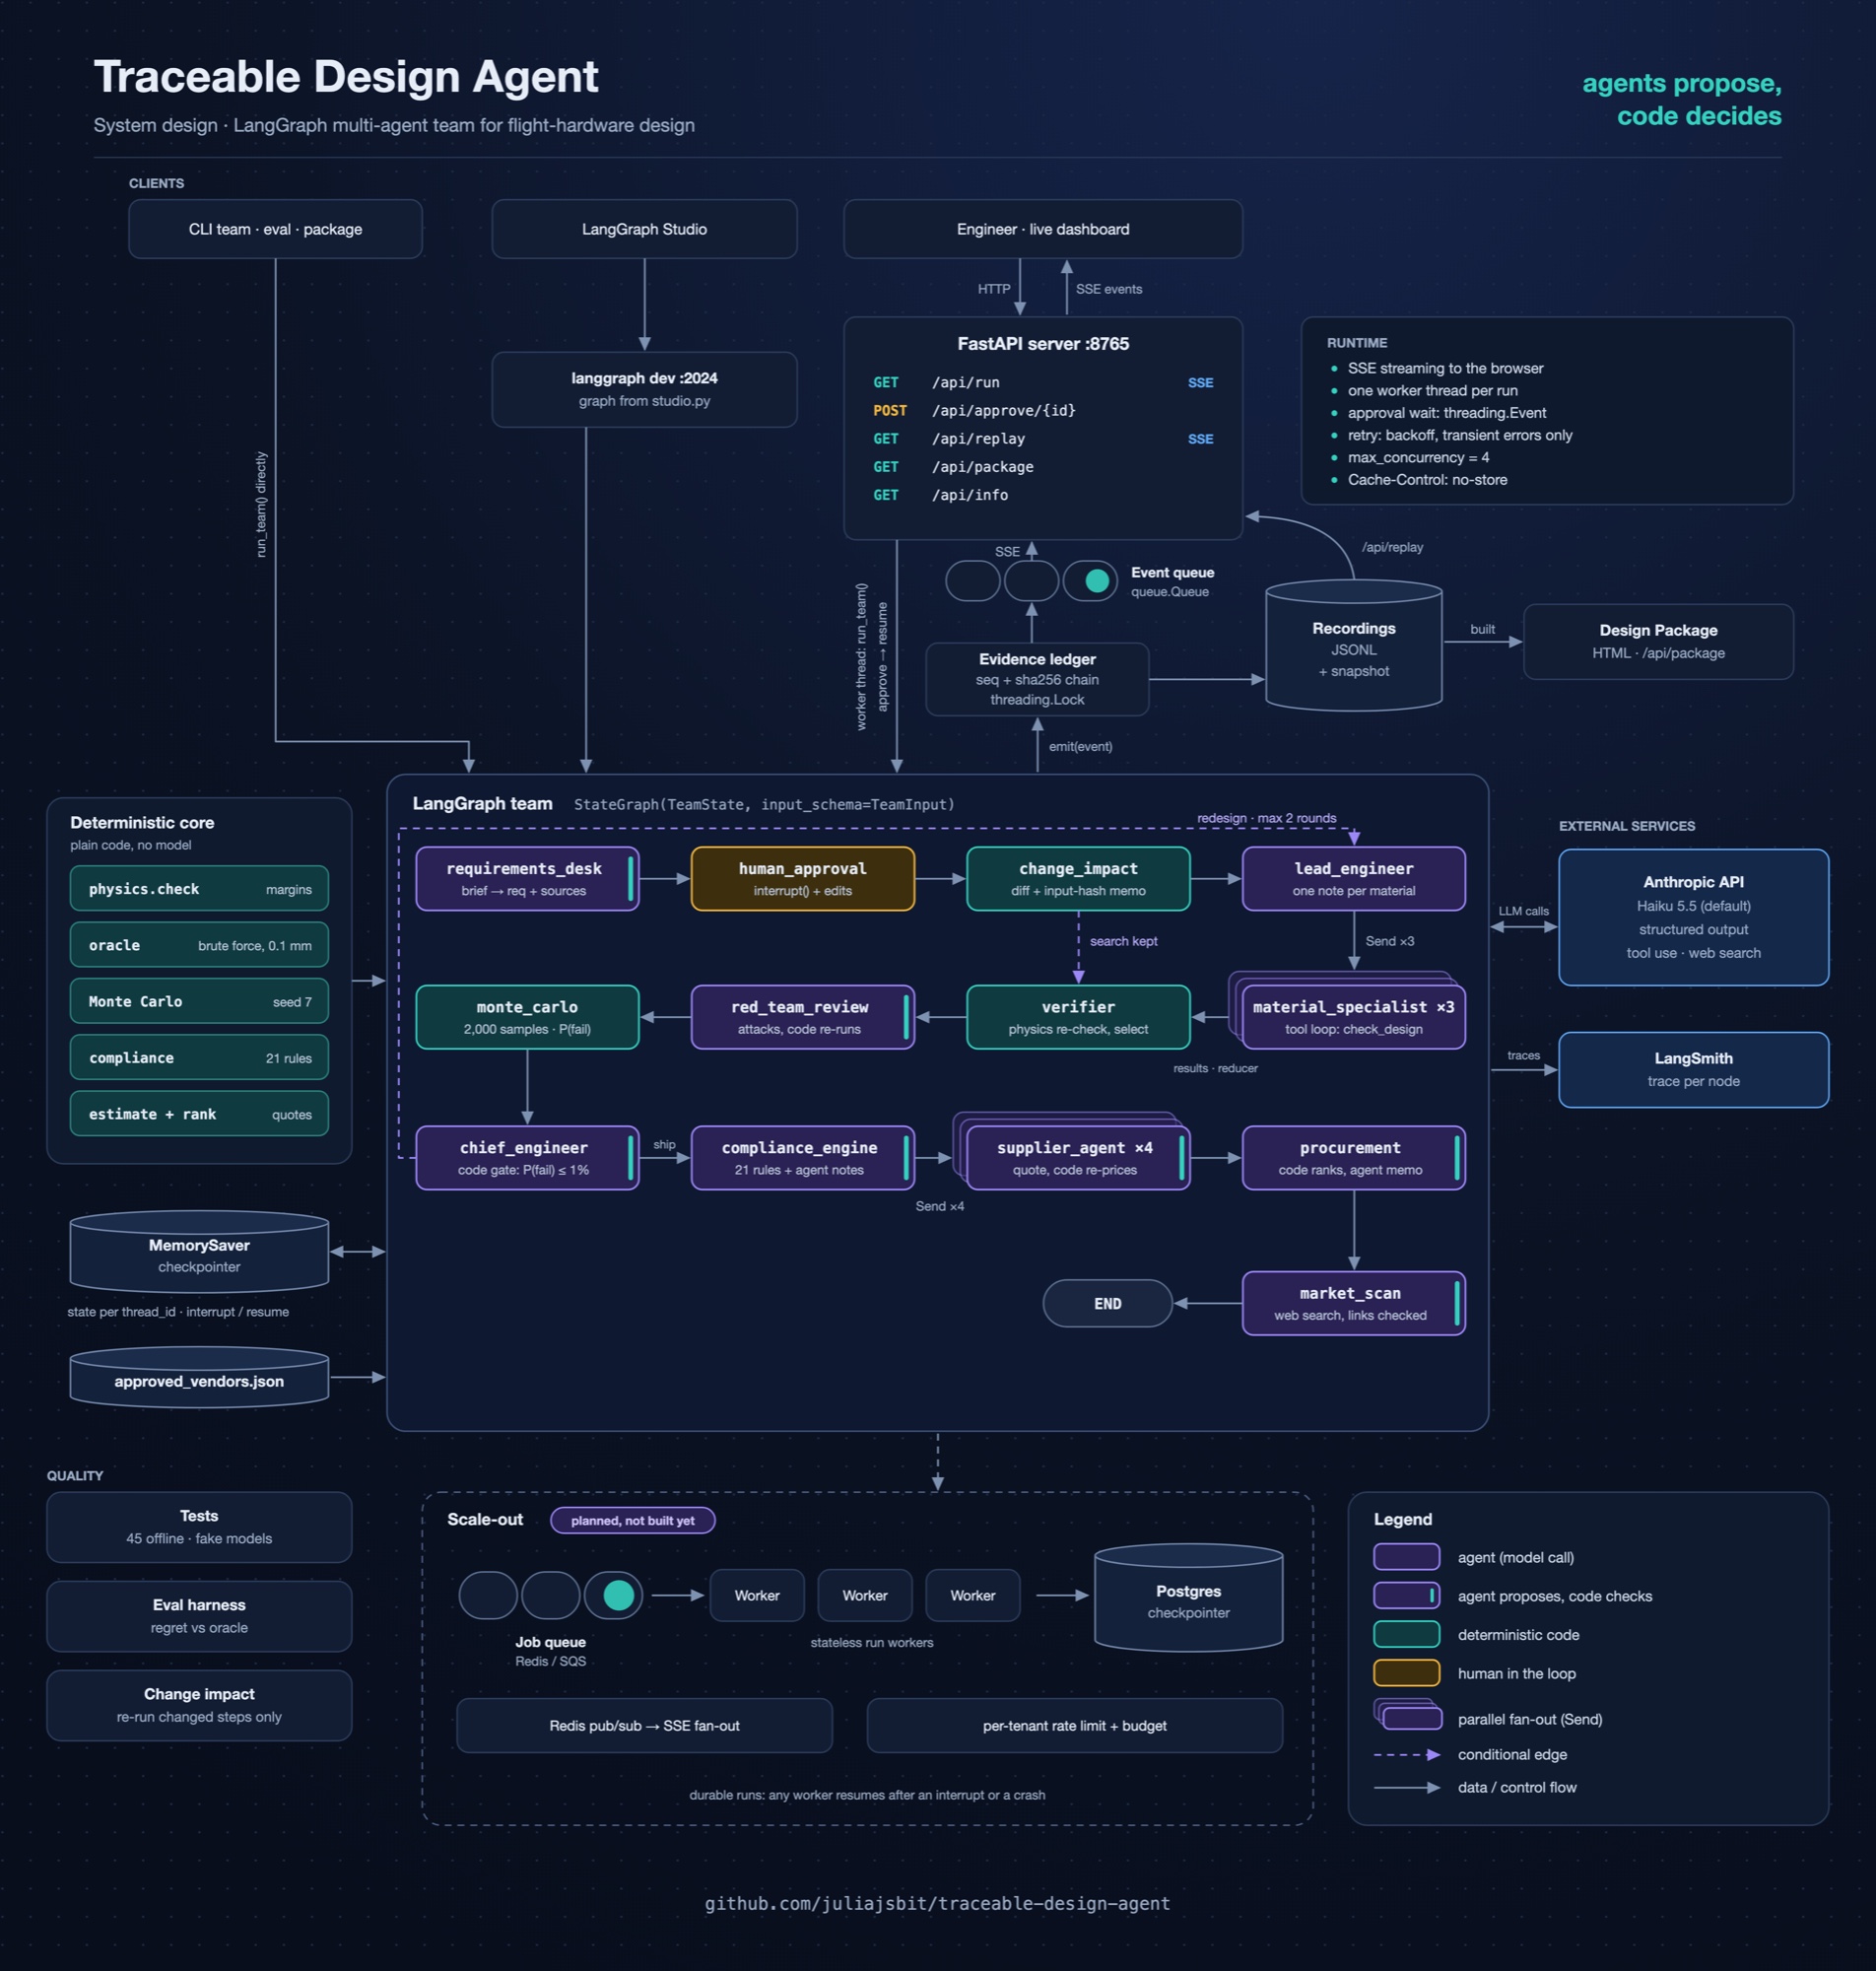 Traceable Design Agent
System design · LangGraph multi-agent team for flight-hardware design
agents propose,
code decides
CLIENTS
CLI team · eval · package
LangGraph Studio
Engineer · live dashboard
HTTP
SSE events
langgraph dev :2024
graph from studio.py
FastAPI server :8765
GET /api/run SSE
POST /api/approve/{id}
GET /api/replay SSE
GET /api/package
GET /api/info
RUNTIME
• SSE streaming to the browser
• one worker thread per run
• approval wait: threading.Event
• retry: backoff, transient errors only
• max_concurrency = 4
• Cache-Control: no-store
run_team() directly
worker thread: run_team()
approve → resume
SSE
Event queue
queue.Queue
/api/replay
Evidence ledger
seq + sha256 chain
threading.Lock
Recordings
JSONL
+ snapshot
built
Design Package
HTML · /api/package
emit(event)
Deterministic core
plain code, no model
physics.check margins
oracle brute force, 0.1 mm
Monte Carlo seed 7
compliance 21 rules
estimate + rank quotes
LangGraph team StateGraph(TeamState, input_schema=TeamInput)
redesign · max 2 rounds
requirements_desk
brief → req + sources
human_approval
interrupt() + edits
change_impact
diff + input-hash memo
lead_engineer
one note per material
search kept
Send ×3
monte_carlo
2,000 samples · P(fail)
red_team_review
attacks, code re-runs
verifier
physics re-check, select
material_specialist ×3
tool loop: check_design
results · reducer
chief_engineer
code gate: P(fail) ≤ 1%
ship
compliance_engine
21 rules + agent notes
supplier_agent ×4
quote, code re-prices
procurement
code ranks, agent memo
Send ×4
END
market_scan
web search, links checked
EXTERNAL SERVICES
LLM calls
Anthropic API
Haiku 5.5 (default)
structured output
tool use · web search
traces
LangSmith
trace per node
MemorySaver
checkpointer
state per thread_id · interrupt / resume
approved_vendors.json
QUALITY
Tests
45 offline · fake models
Eval harness
regret vs oracle
Change impact
re-run changed steps only
Scale-out planned, not built yet
Job queue
Redis / SQS
Worker
Worker
Worker
stateless run workers
Postgres
checkpointer
Redis pub/sub → SSE fan-out
per-tenant rate limit + budget
durable runs: any worker resumes after an interrupt or a crash
Legend
agent (model call)
agent proposes, code checks
deterministic code
human in the loop
parallel fan-out (Send)
conditional edge
data / control flow
github.com/juliajsbit/traceable-design-agent